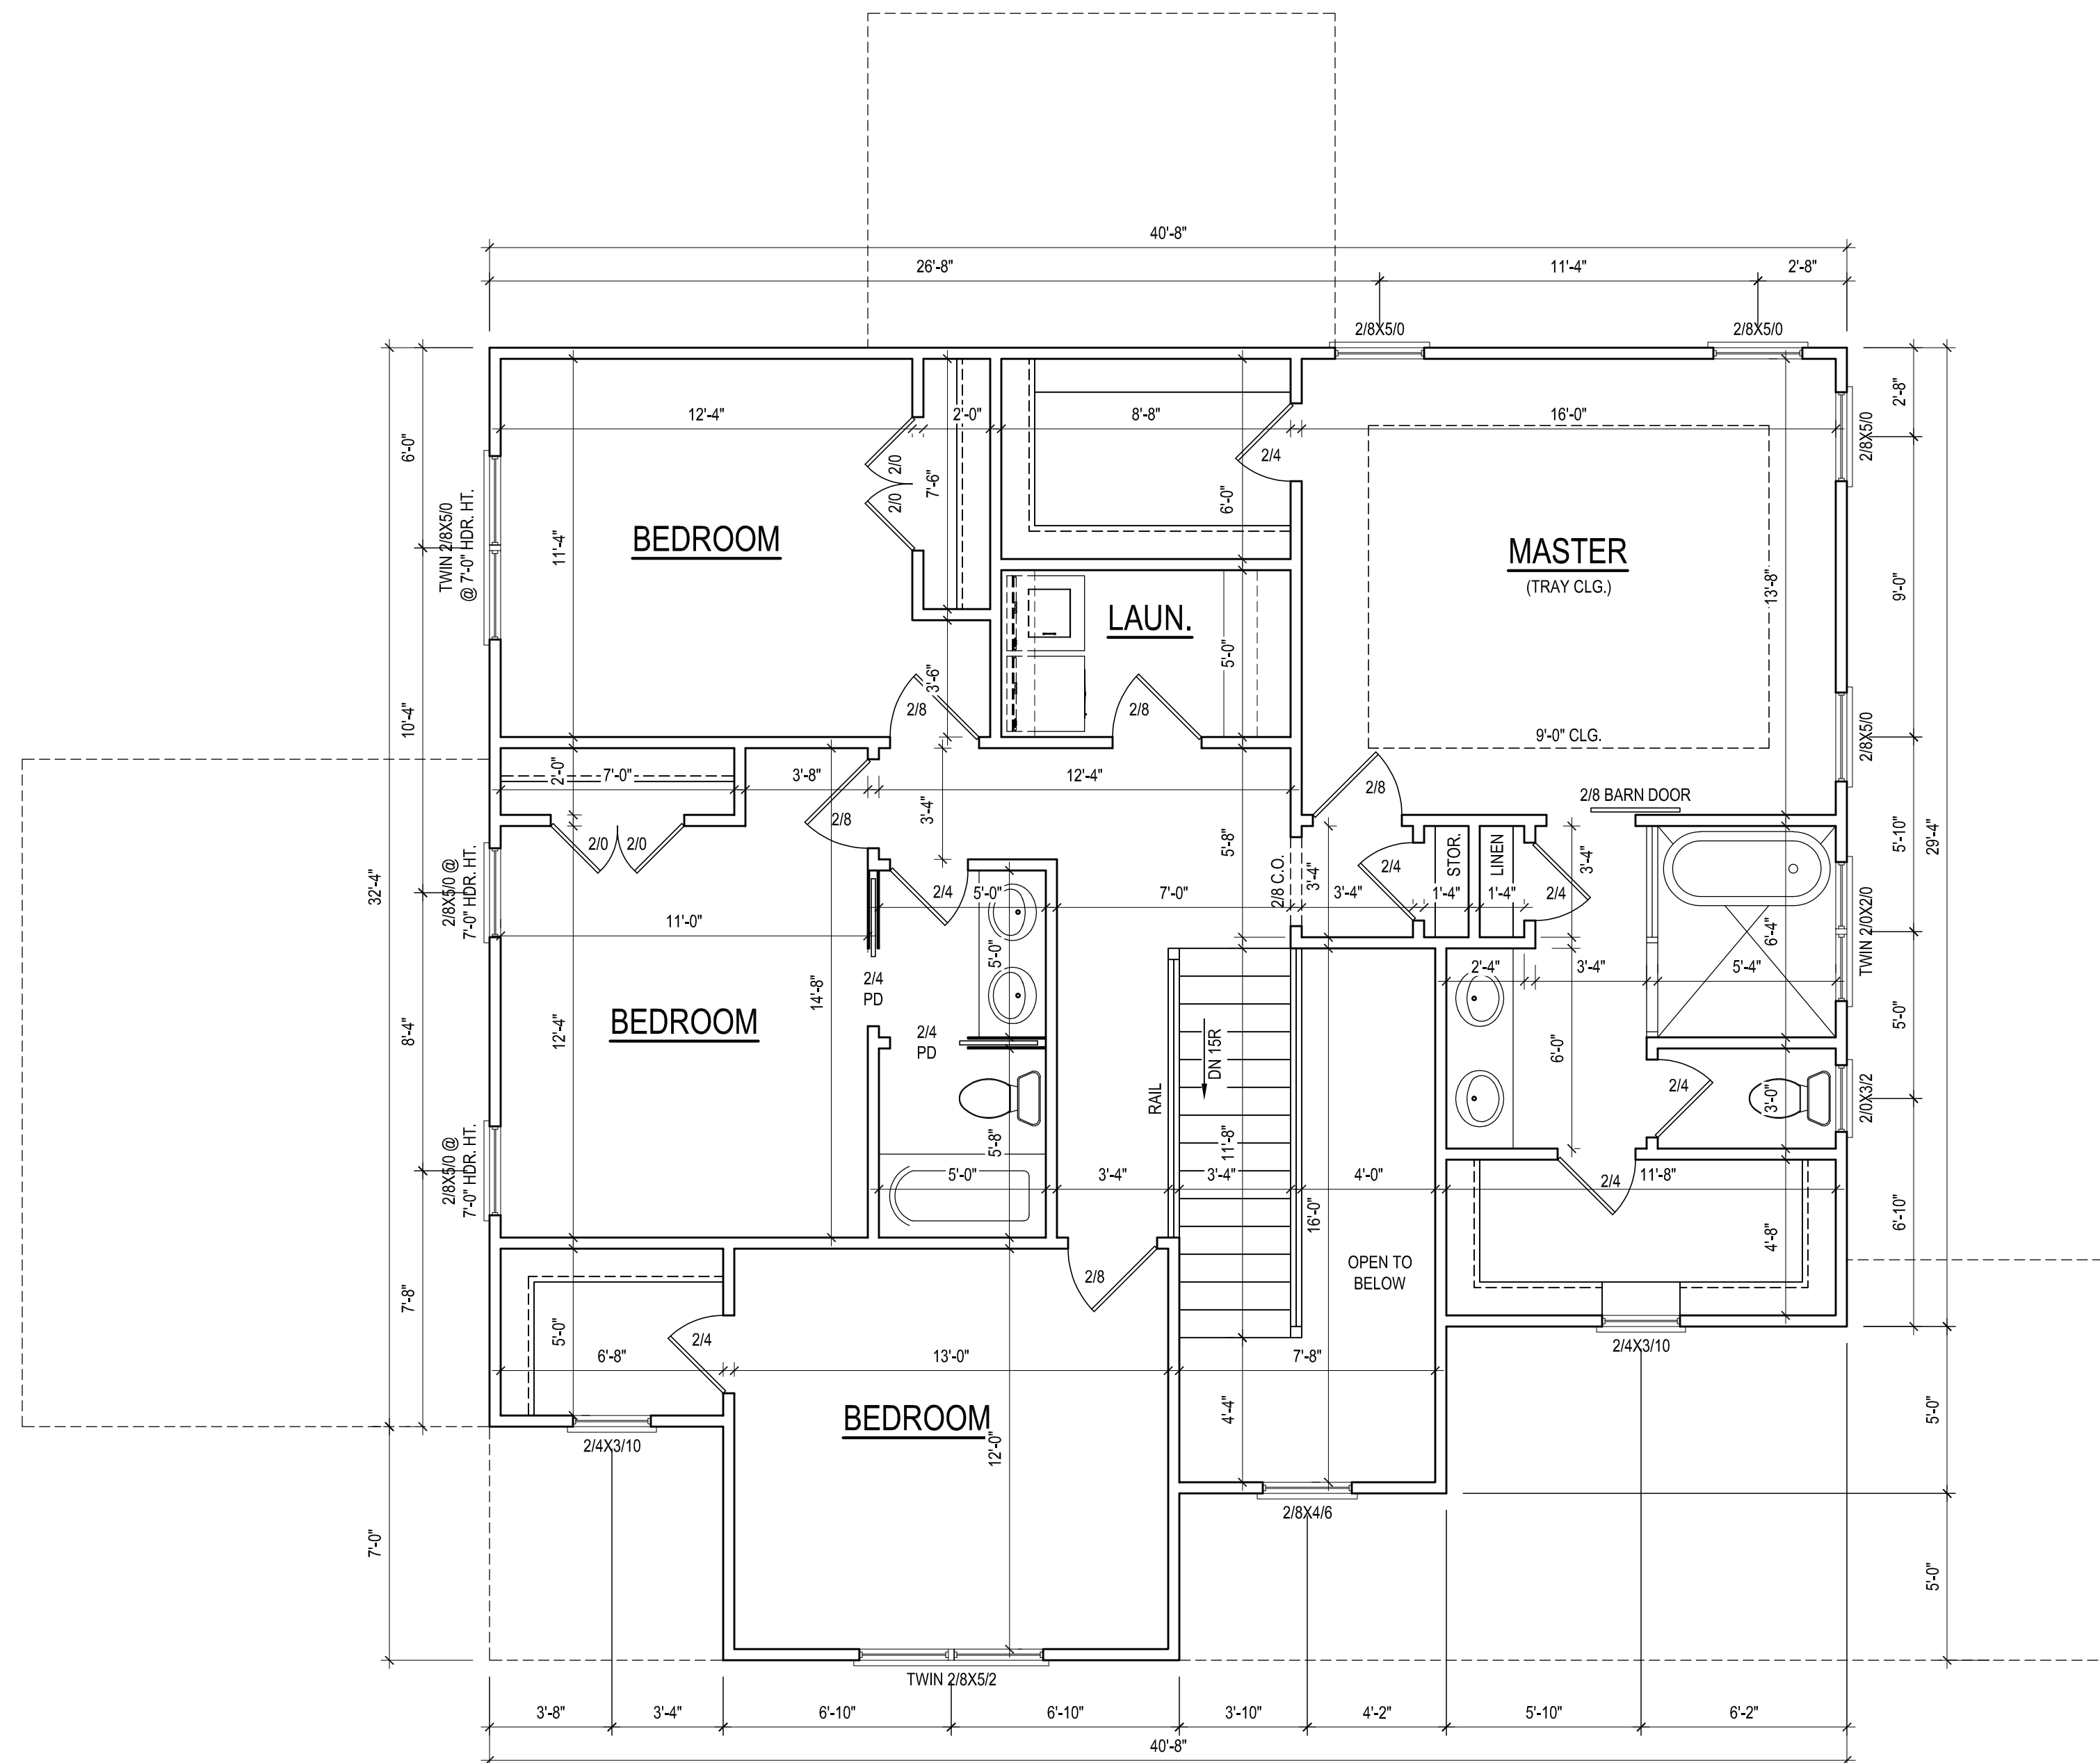 40'-8"
26'-8"
11'-4"
2'-8"
2/8X5/0
2/8X5/0
12'-4"
2'-0"
8'-8"
16'-0"
2'-8"
6'-0"
2/0
2/0
7'-6"
2/4
6'-0"
2/8X5/0
TWIN 2/8X5/0
@ 7'-0" HDR. HT.
11'-4"
BEDROOM
MASTER
(TRAY CLG.)
13'-8"
9'-0"
LAUN.
5'-0"
3'-6"
2/8
2/8
10'-4"
9'-0" CLG.
2/8X5/0
2'-0"
7'-0"
3'-8"
12'-4"
2/8
2/8 BARN DOOR
3'-4"
2/8
2/0
2/0
5'-8"
32'-4"
29'-4"
5'-10"
2/8X5/0 @
7'-0" HDR. HT.
2/8 C.O.
3'-4"
2/4
STOR.
LINEN
3'-4"
2/4
5'-0"
7'-0"
3'-4"
1'-4"
1'-4"
2/4
11'-0"
TWIN 2/0X2/0
6'-4"
5'-0"
2/4
PD
14'-8"
2'-4"
3'-4"
5'-4"
BEDROOM
12'-4"
8'-4"
2/4
PD
DN 15R
6'-0"
5'-0"
RAIL
2/4
3'-0"
2/0X3/2
5'-8"
11'-8"
2/8X5/0 @
7'-0" HDR. HT.
5'-0"
3'-4"
3'-4"
4'-0"
2/4
11'-8"
16'-0"
4'-8"
6'-10"
OPEN TO
BELOW
2/8
7'-8"
5'-0"
2/4
6'-8"
13'-0"
7'-8"
2/4X3/10
BEDROOM
12'-0"
4'-4"
5'-0"
2/4X3/10
2/8X4/6
7'-0"
5'-0"
TWIN 2/8X5/2
3'-8"
3'-4"
6'-10"
6'-10"
3'-10"
4'-2"
5'-10"
6'-2"
40'-8"